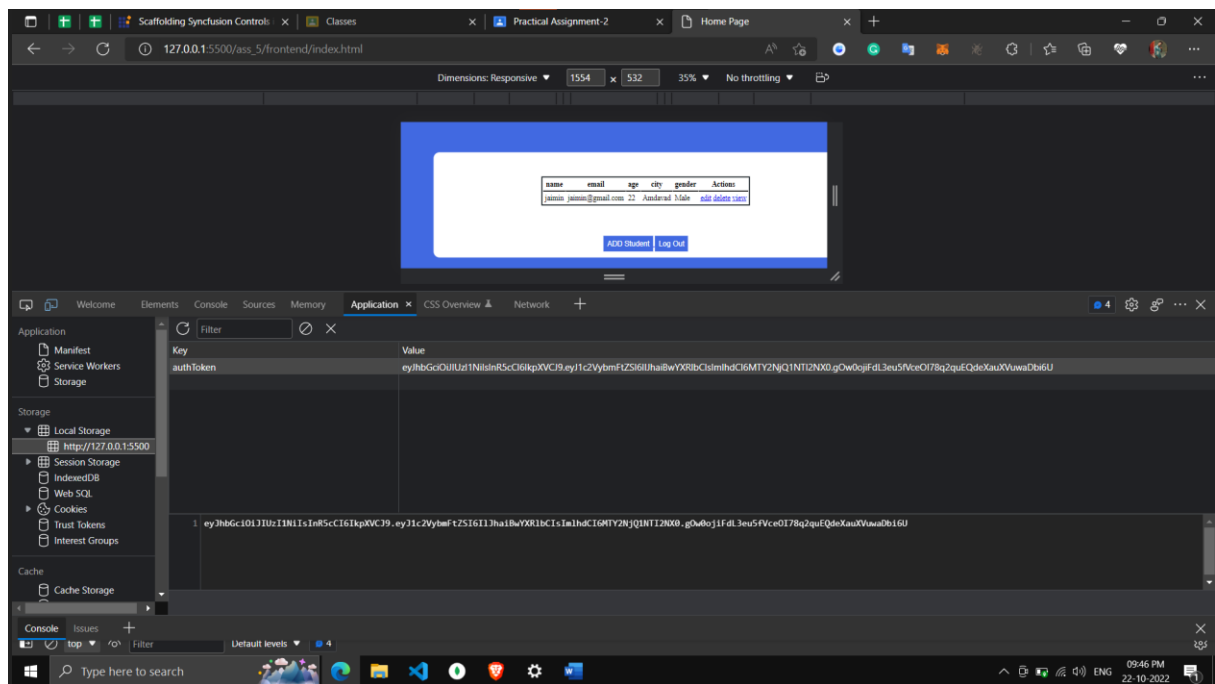 Scaffolding Syncfusion Controls
Classes
Practical Assignment-2
Home Page
127.0.0.1:5500/ass_5/frontend/index.html
Dimensions: Responsive ▼ 1554 x 532 35% ▼ No throttling ▼
name email age city gender Actions
jaimin jaimin@gmail.com 22 Amdavad Male edit delete view
ADD Student Log Out
Welcome Elements Console Sources Memory Application CSS Overview Network
4
Application
Filter
Manifest
Service Workers
Storage
Key Value
authToken
Storage
Local Storage
http://127.0.0.1:5500
Session Storage
IndexedDB
Web SQL
Cookies
Trust Tokens
Interest Groups
1 eyJhbGciOiJIUzI1NiIsInR5cCI6IkpXVCJ9.eyJ1c2VybmFtZSI6IlJhaiBwYXRlbCIsImlhdCI6MTY2NjQ1NTI2NX0.gOw0ojiFdL3eu5fVceOI78q2quEQdeXauXVuwaDbi6U
Cache
Cache Storage
Console Issues
top ▼ Filter Default levels ▼ 4
Type here to search
ENG
09:46 PM
22-10-2022
1